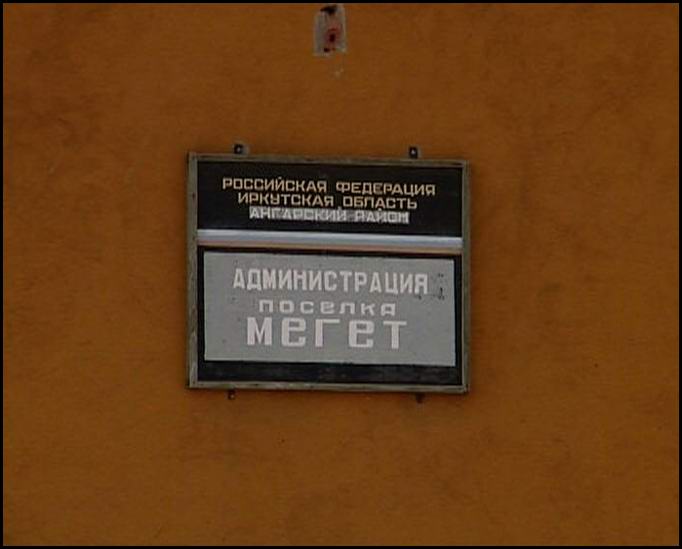 РОССИЙСКАЯ ФЕДЕРАЦИЯ
ИРКУТСКАЯ ОБЛАСТЬ
АНГАРСКИЙ РАЙОН
АДМИНИСТРАЦИЯ
ПОСЕЛКА
МЕГЕТ